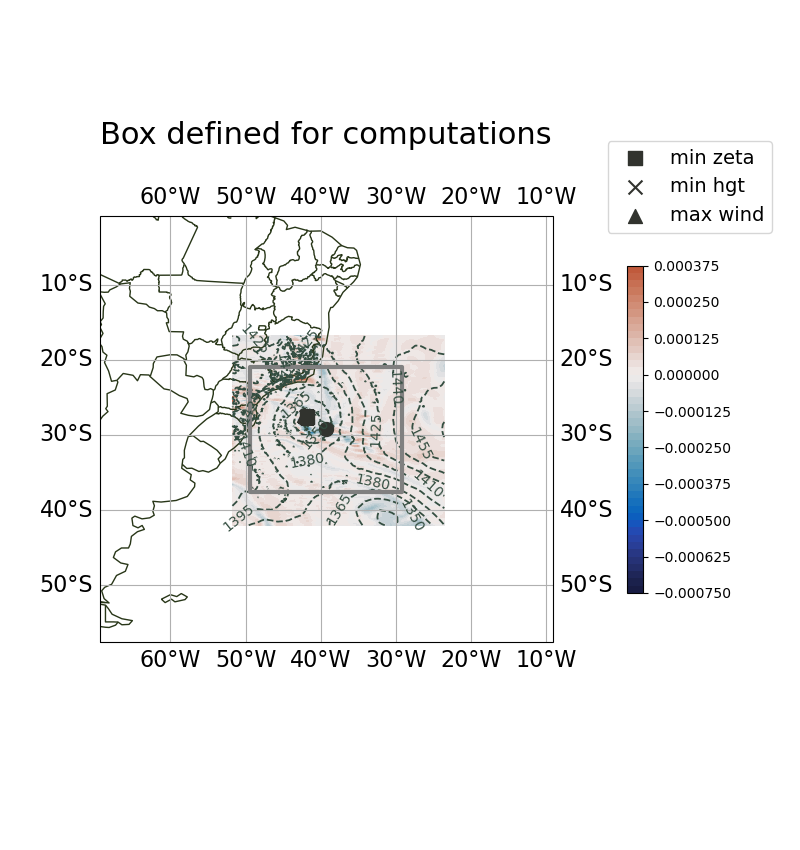 Box defined for computations
min zeta
min hgt
max wind
60°W 50°W 40°W 30°W 20°W 10°W
0.000375
0.000250
0.000125
0.000000
−0.000125
−0.000250
−0.000375
−0.000500
−0.000625
−0.000750
10°S 10°S
20°S 20°S
30°S 30°S
40°S 40°S
50°S 50°S
1440
1365
1425
1455
1380
1380
1410
1395
1365
1350
60°W 50°W 40°W 30°W 20°W 10°W